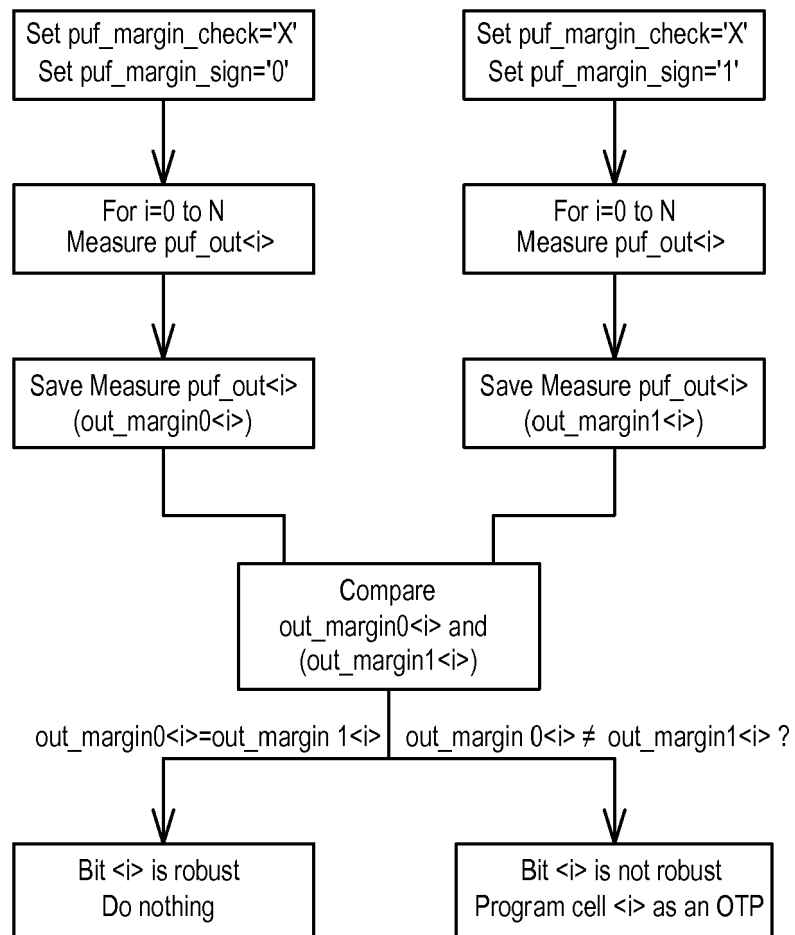 Set puf_margin_check='X'
Set puf_margin_sign='0'
Set puf_margin_check='X'
Set puf_margin_sign='1'
For i=0 to N
Measure puf_out<i>
For i=0 to N
Measure puf_out<i>
Save Measure puf_out<i>
(out_margin0<i>)
Save Measure puf_out<i>
(out_margin1<i>)
Compare
out_margin0<i> and
(out_margin1<i>)
out_margin0<i>=out_margin 1<i>
out_margin 0<i> ≠ out_margin1<i> ?
Bit <i> is robust
Do nothing
Bit <i> is not robust
Program cell <i> as an OTP